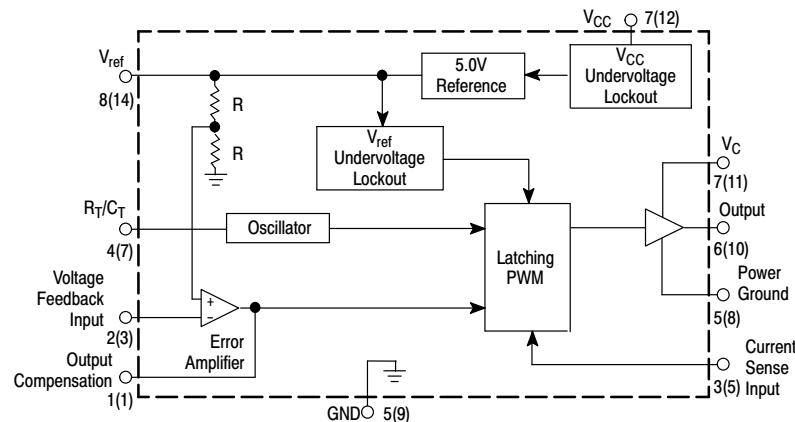 VCC 7(12)
Vref
8(14)
R
R
5.0V
Reference
VCC
Undervoltage
Lockout
Vref
Undervoltage
Lockout
VC
7(11)
RT/CT
4(7)
Oscillator
Latching
PWM
Output
6(10)
Voltage
Feedback
Input
2(3)
+
−
Error
Amplifier
Power
Ground
5(8)
Output
Compensation
1(1)
GND 5(9)
Current
Sense
Input
3(5)